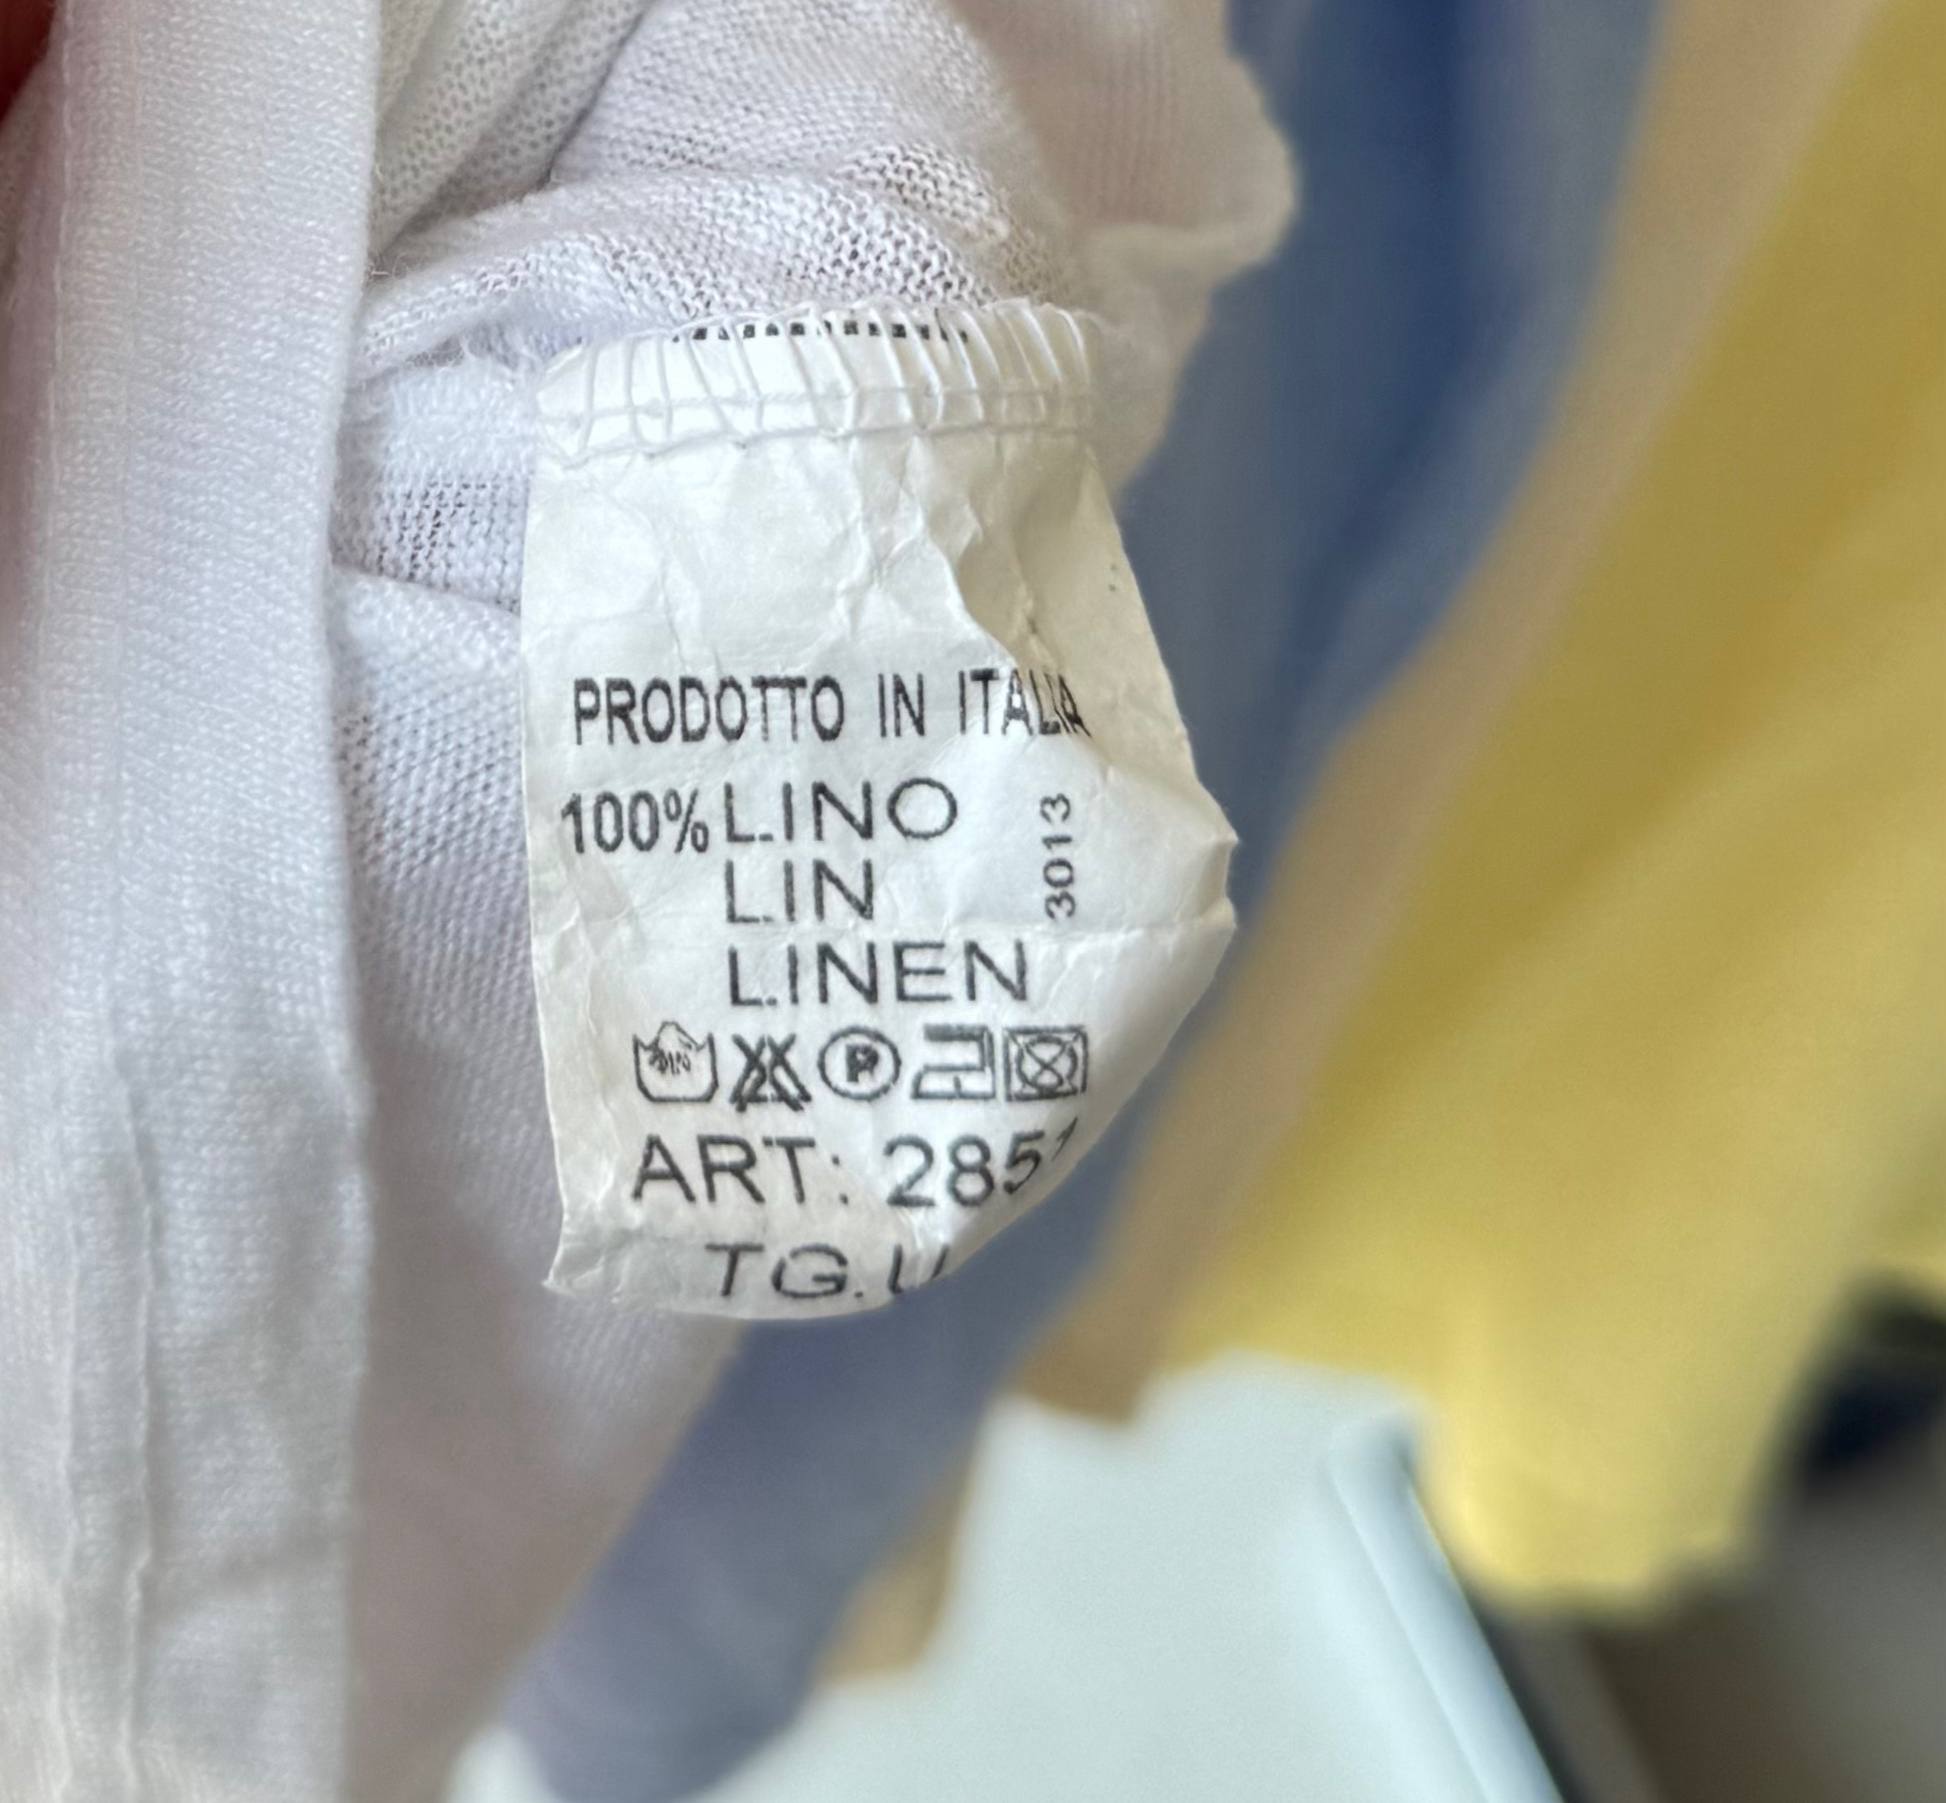 PRODOTTO IN ITALIA
100% LINO
LIN
LINEN
3013
P
ART: 285
TG. U